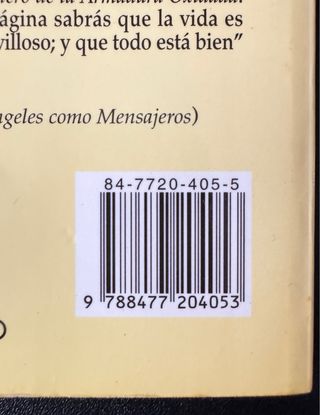 de la Armadura Oxidada.
ágina sabrás que la vida es
villoso; y que todo está bien”
ngeles como Mensajeros)
84-7720-405-5
9 788477 204053